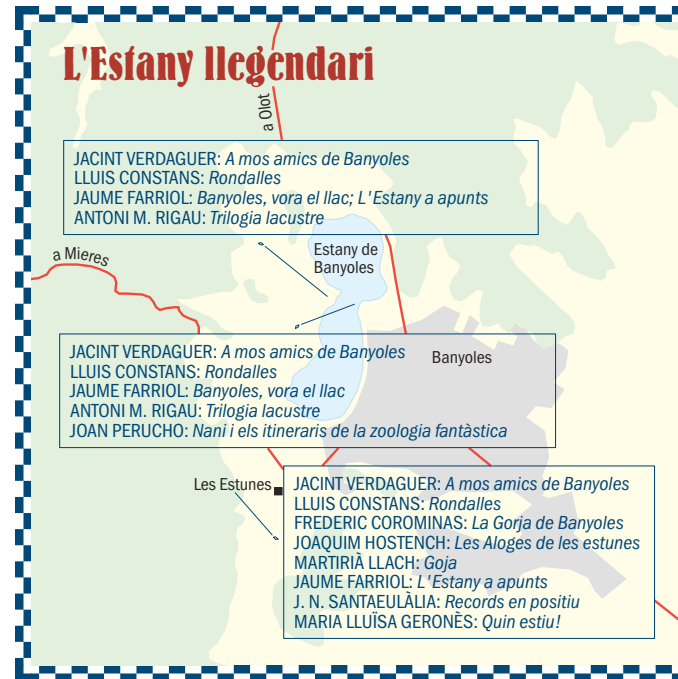 L'Estany llegendari
a Olot
JACINT VERDAGUER: A mos amics de Banyoles
LLUIS CONSTANS: Rondalles
JAUME FARRIOL: Banyoles, vora el llac; L'Estany a apunts
ANTONI M. RIGAU: Trilogia lacustre
a Mieres
Estany de
Banyoles
JACINT VERDAGUER: A mos amics de Banyoles
LLUIS CONSTANS: Rondalles
JAUME FARRIOL: Banyoles, vora el llac
ANTONI M. RIGAU: Trilogia lacustre
JOAN PERUCHO: Nani i els itineraris de la zoologia fantàstica
Banyoles
Les Estunes
JACINT VERDAGUER: A mos amics de Banyoles
LLUIS CONSTANS: Rondalles
FREDERIC COROMINAS: La Gorja de Banyoles
JOAQUIM HOSTENCH: Les Aloges de les estunes
MARTIRIÀ LLACH: Goja
JAUME FARRIOL: L'Estany a apunts
J. N. SANTAEULÀLIA: Records en positiu
MARIA LLUÏSA GERONÈS: Quin estiu!